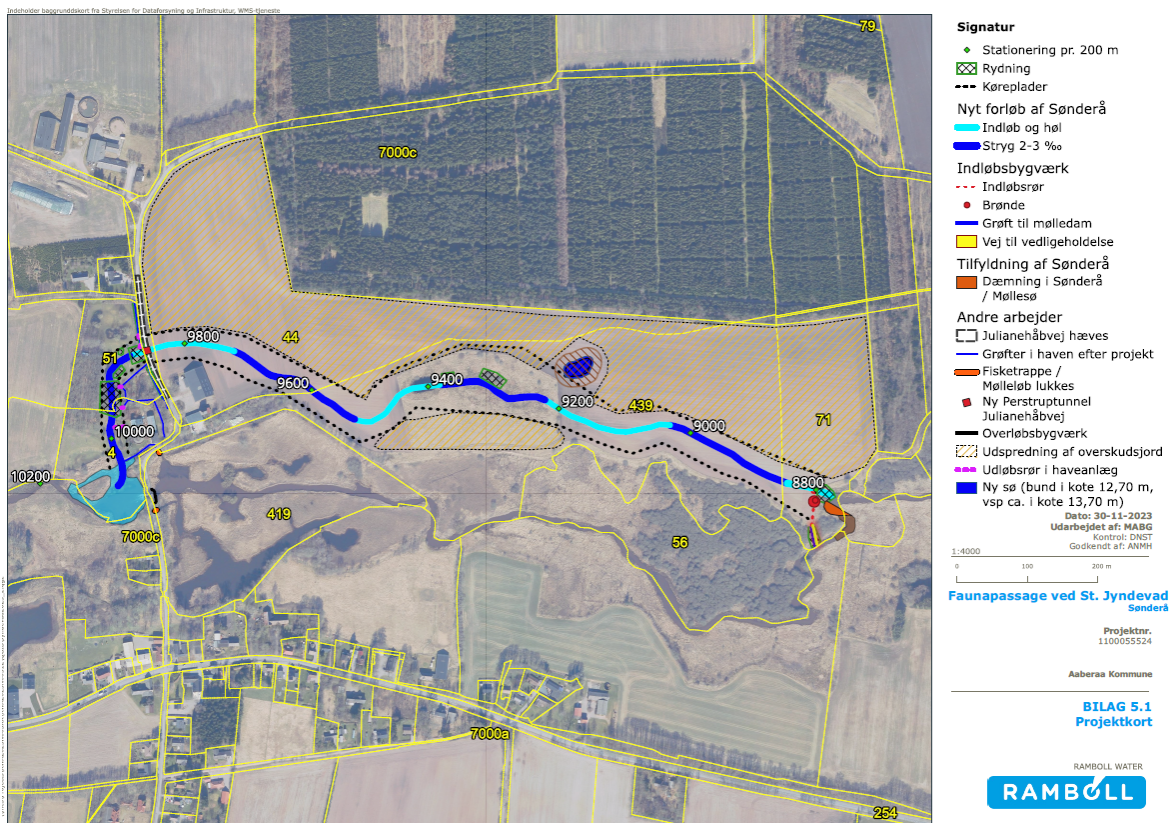 Indeholder baggrunddskort fra Styrelsen for Dataforsyning og Infrastruktur, WMS-tjeneste
79
7000c
9800
44
51
9600
9400
9200
439
9000
71
10000
4
10200
8800
419
7000c
56
7000a
254
Signatur
Stationering pr. 200 m
Rydning
Køreplader
Nyt forløb af Sønderå
Indløb og høl
Stryg 2-3 ‰
Indløbsbygværk
Indløbsrør
Brønde
Grøft til mølledam
Vej til vedligeholdelse
Tilfyldning af Sønderå
Dæmning i Sønderå
/ Møllesø
Andre arbejder
Julianehåbvej hæves
Grøfter i haven efter projekt
Fisketrappe /
Mølleløb lukkes
Ny Perstruptunnel
Julianehåbvej
Overløbsbygværk
Udspredning af overskudsjord
Udløbsrør i haveanlæg
Ny sø (bund i kote 12,70 m,
vsp ca. i kote 13,70 m)
Dato: 30-11-2023
Udarbejdet af: MABG
Kontrol: DNST
Godkendt af: ANMH
1:4000
0 100 200 m
Faunapassage ved St. Jyndevad
Sønderå
Projektnr.
1100055524
Aaberaa Kommune
BILAG 5.1
Projektkort
RAMBOLL WATER
RAMBOLL